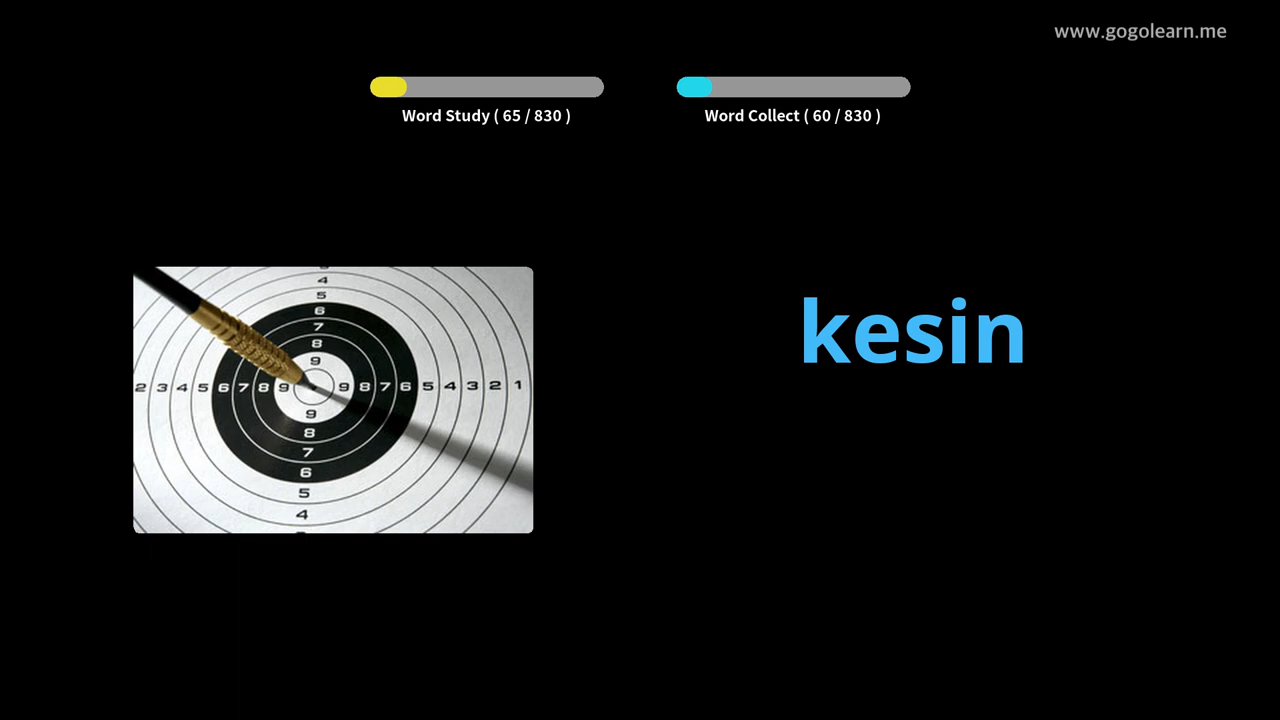 www.gogolearn.me
Word Study ( 65 / 830 )
Word Collect ( 60 / 830 )
kesin
4
5
6
7
8
9
2 3 4 5 6 7 8 9 9 8 7 6 5 4 3 2 1
9
8
7
6
5
4